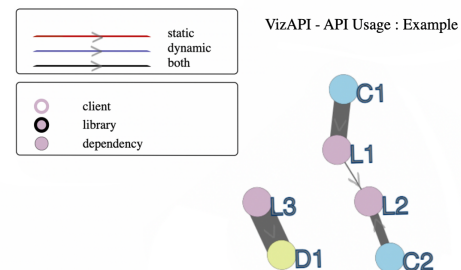 VizAPI - API Usage : Example
static
dynamic
both
client
library
dependency
C1
L1
L3
L2
D1
C2